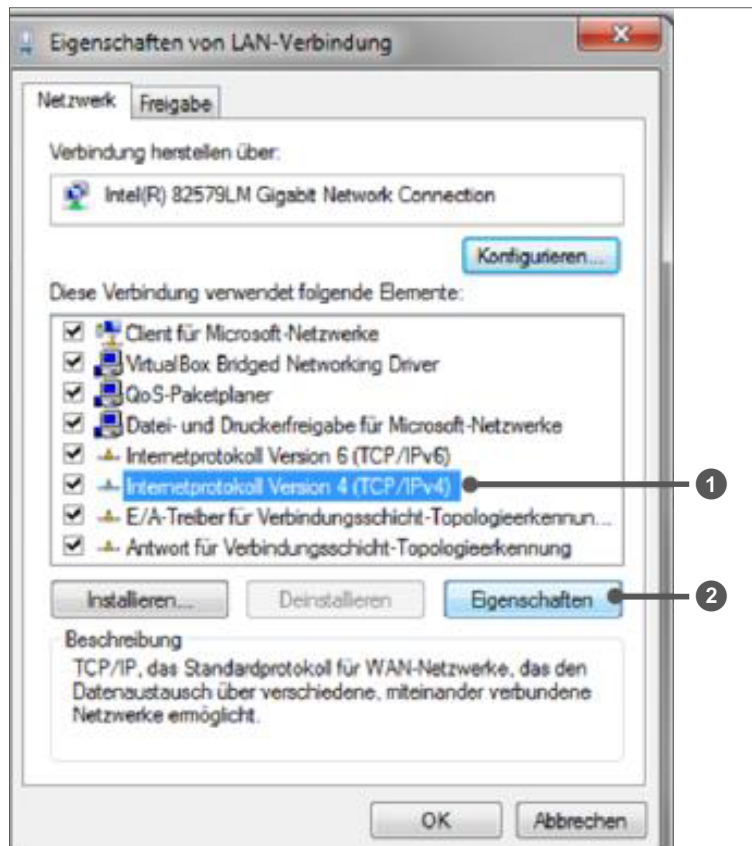 Eigenschaften von LAN-Verbindung
Netzwerk Freigabe
Verbindung herstellen über:
Intel(R) 82579LM Gigabit Network Connection
Konfigurieren...
Diese Verbindung verwendet folgende Elemente:
Client für Microsoft-Netzwerke
VirtualBox Bridged Networking Driver
QoS-Paketplaner
Datei- und Druckerfreigabe für Microsoft-Netzwerke
Internetprotokoll Version 6 (TCP/IPv6)
Internetprotokoll Version 4 (TCP/IPv4) 1
E/A-Treiber für Verbindungsschicht-Topologieerkennun...
Antwort für Verbindungsschicht-Topologieerkennung
Installieren... Deinstallieren Eigenschaften 2
Beschreibung
TCP/IP, das Standardprotokoll für WAN-Netzwerke, das den
Datenaustausch über verschiedene, miteinander verbundene
Netzwerke ermöglicht.
OK Abbrechen